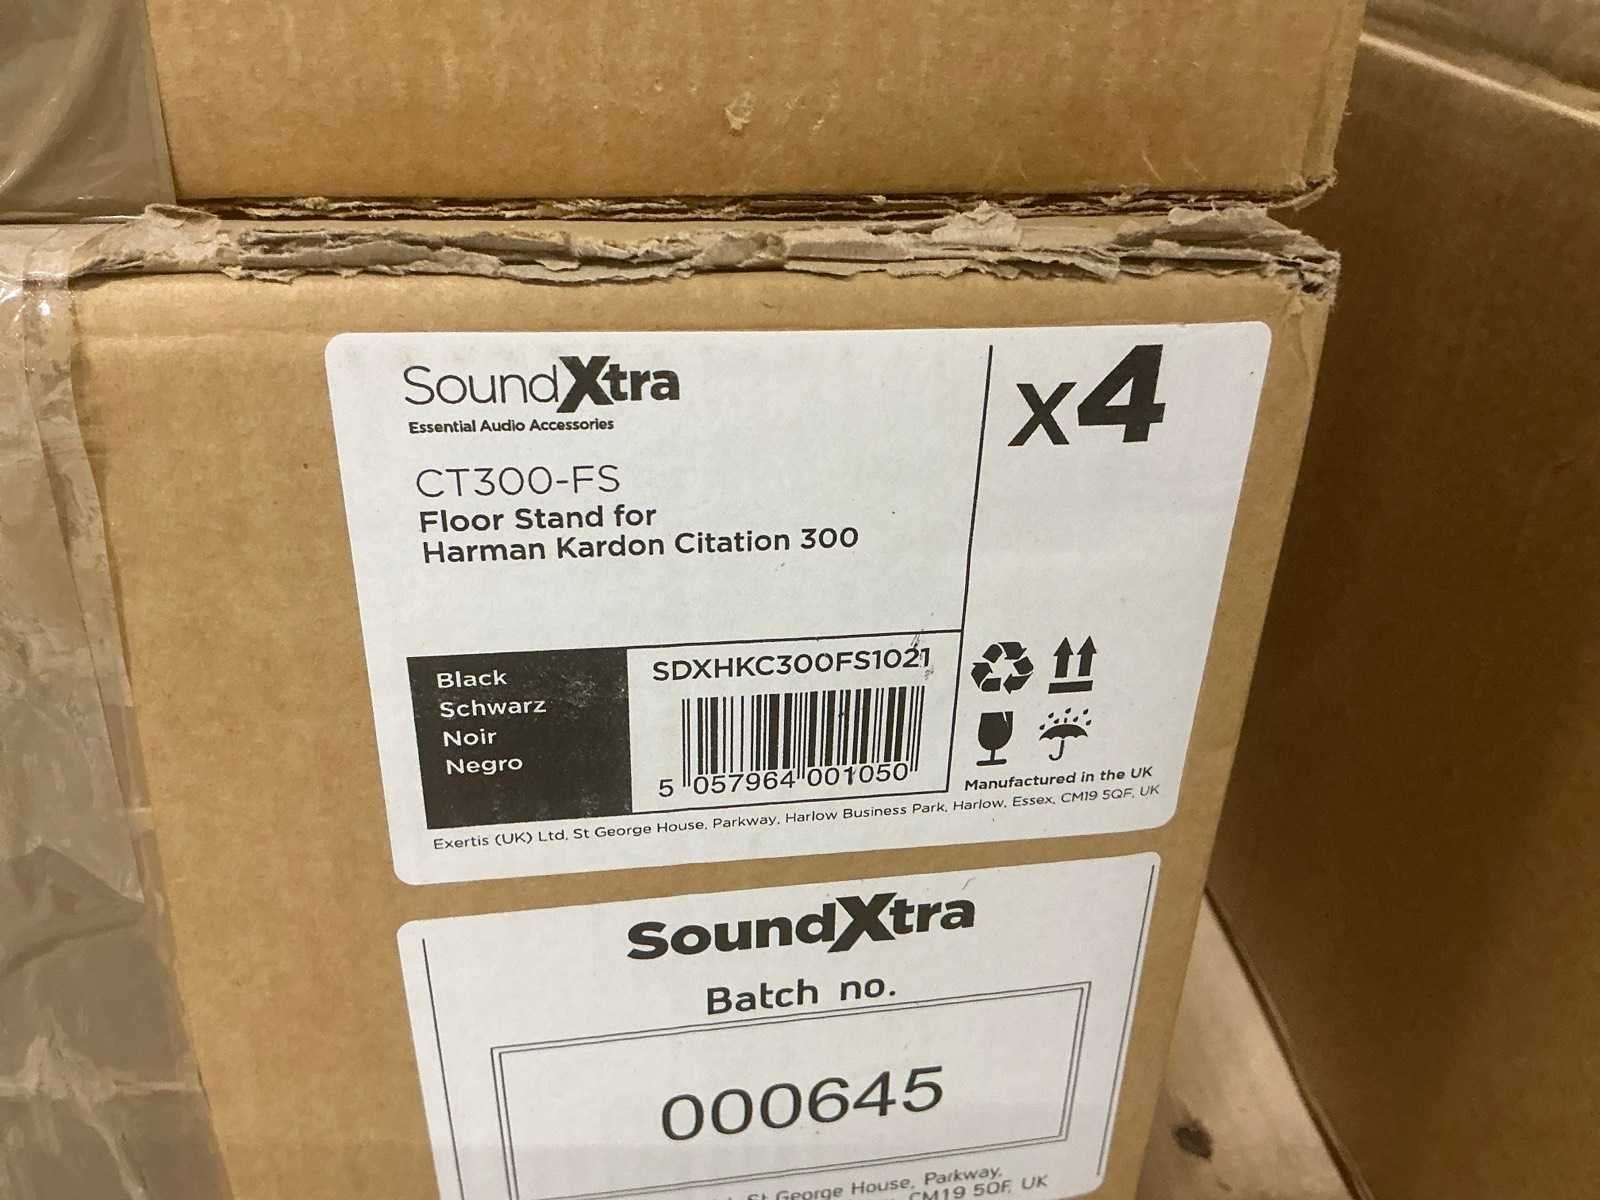 SoundXtra
Essential Audio Accessories
x4
CT300-FS
Floor Stand for
Harman Kardon Citation 300
Black
Schwarz
Noir
Negro
SDXHKC300FS1021
5 057964 001050
Manufactured in the UK
Exertis (UK) Ltd, St George House, Parkway, Harlow Business Park, Harlow, Essex, CM19 5QF, UK
SoundXtra
Batch no.
000645
St George House, Parkway,
CM19 5QF, UK